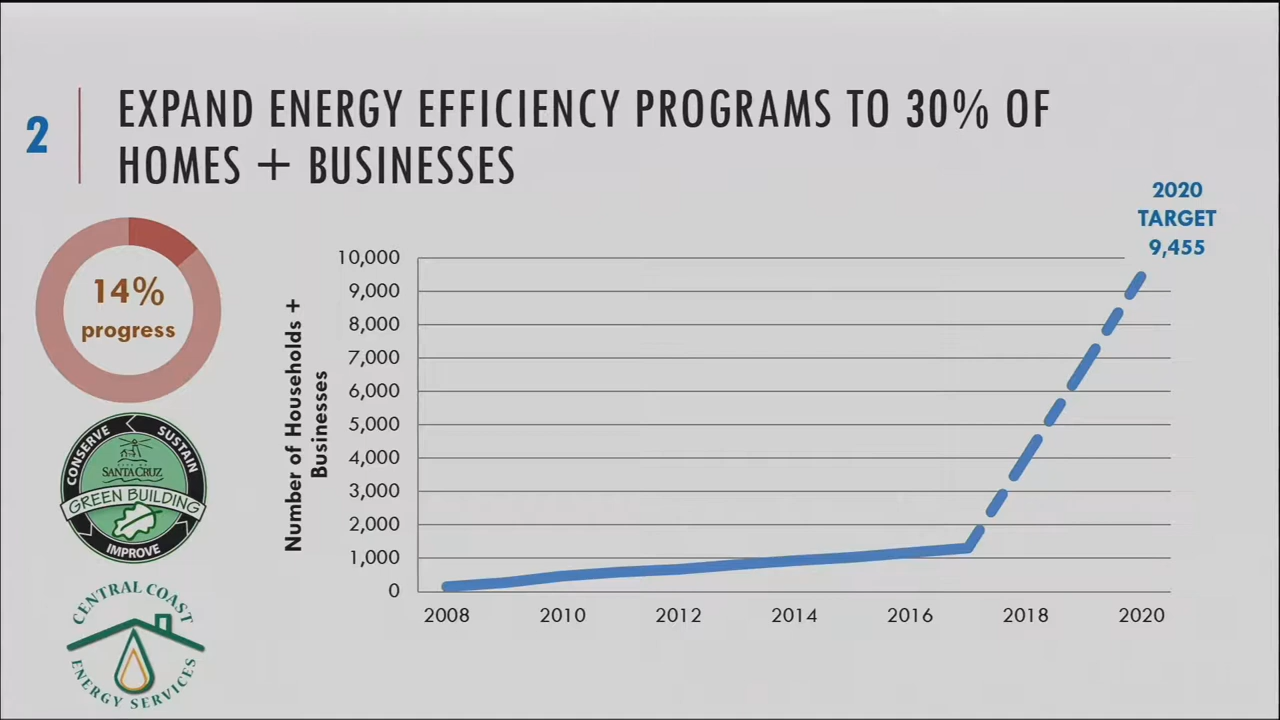 2
EXPAND ENERGY EFFICIENCY PROGRAMS TO 30% OF
HOMES + BUSINESSES
14%
progress
CONSERVE
SUSTAIN
SANTA CRUZ
GREEN BUILDING
IMPROVE
CENTRAL COAST
ENERGY SERVICES
2020
TARGET
9,455
Number of Households +
Businesses
10,000
9,000
8,000
7,000
6,000
5,000
4,000
3,000
2,000
1,000
0
2008 2010 2012 2014 2016 2018 2020